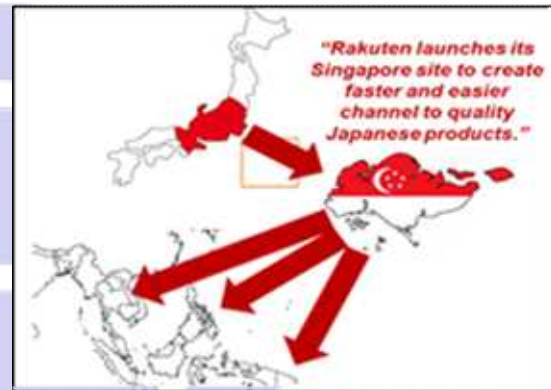 “Rakuten launches its
Singapore site to create
faster and easier
channel to quality
Japanese products.”